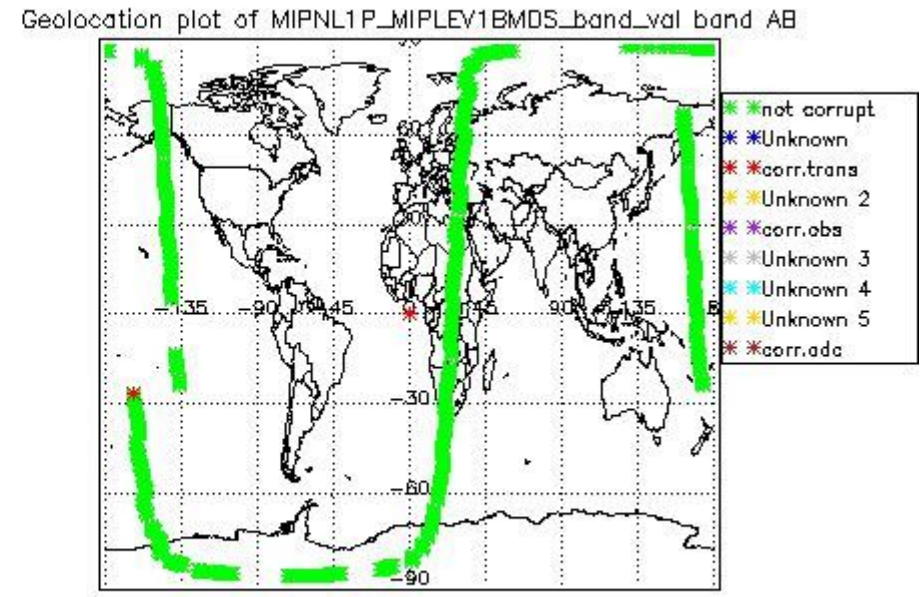 Geolocation plot of MIPNL1P_MIPLEV1BMDS_band_val band AB
not corrupt
Unknown
corr.trans
Unknown 2
corr.obs
Unknown 3
Unknown 4
Unknown 5
corr.adc
60
-135 -90 -45 45 90 135
-30
-60
-90